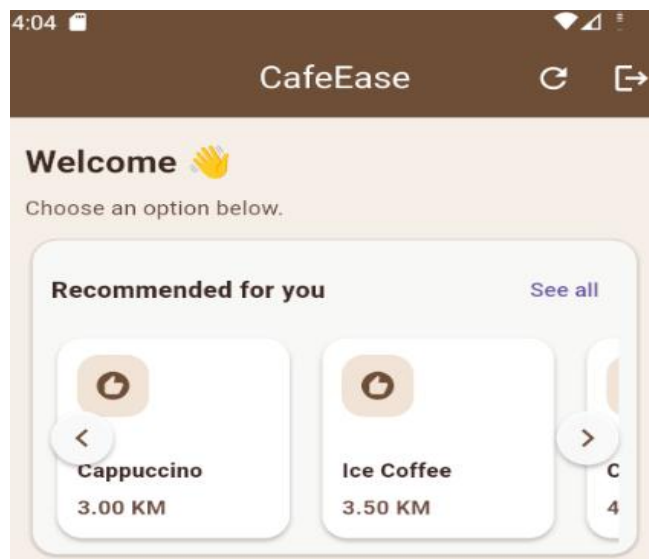 4:04
CafeEase
Welcome 👋
Choose an option below.
Recommended for you
See all
Cappuccino
Ice Coffee
C
3.00 KM
3.50 KM
4